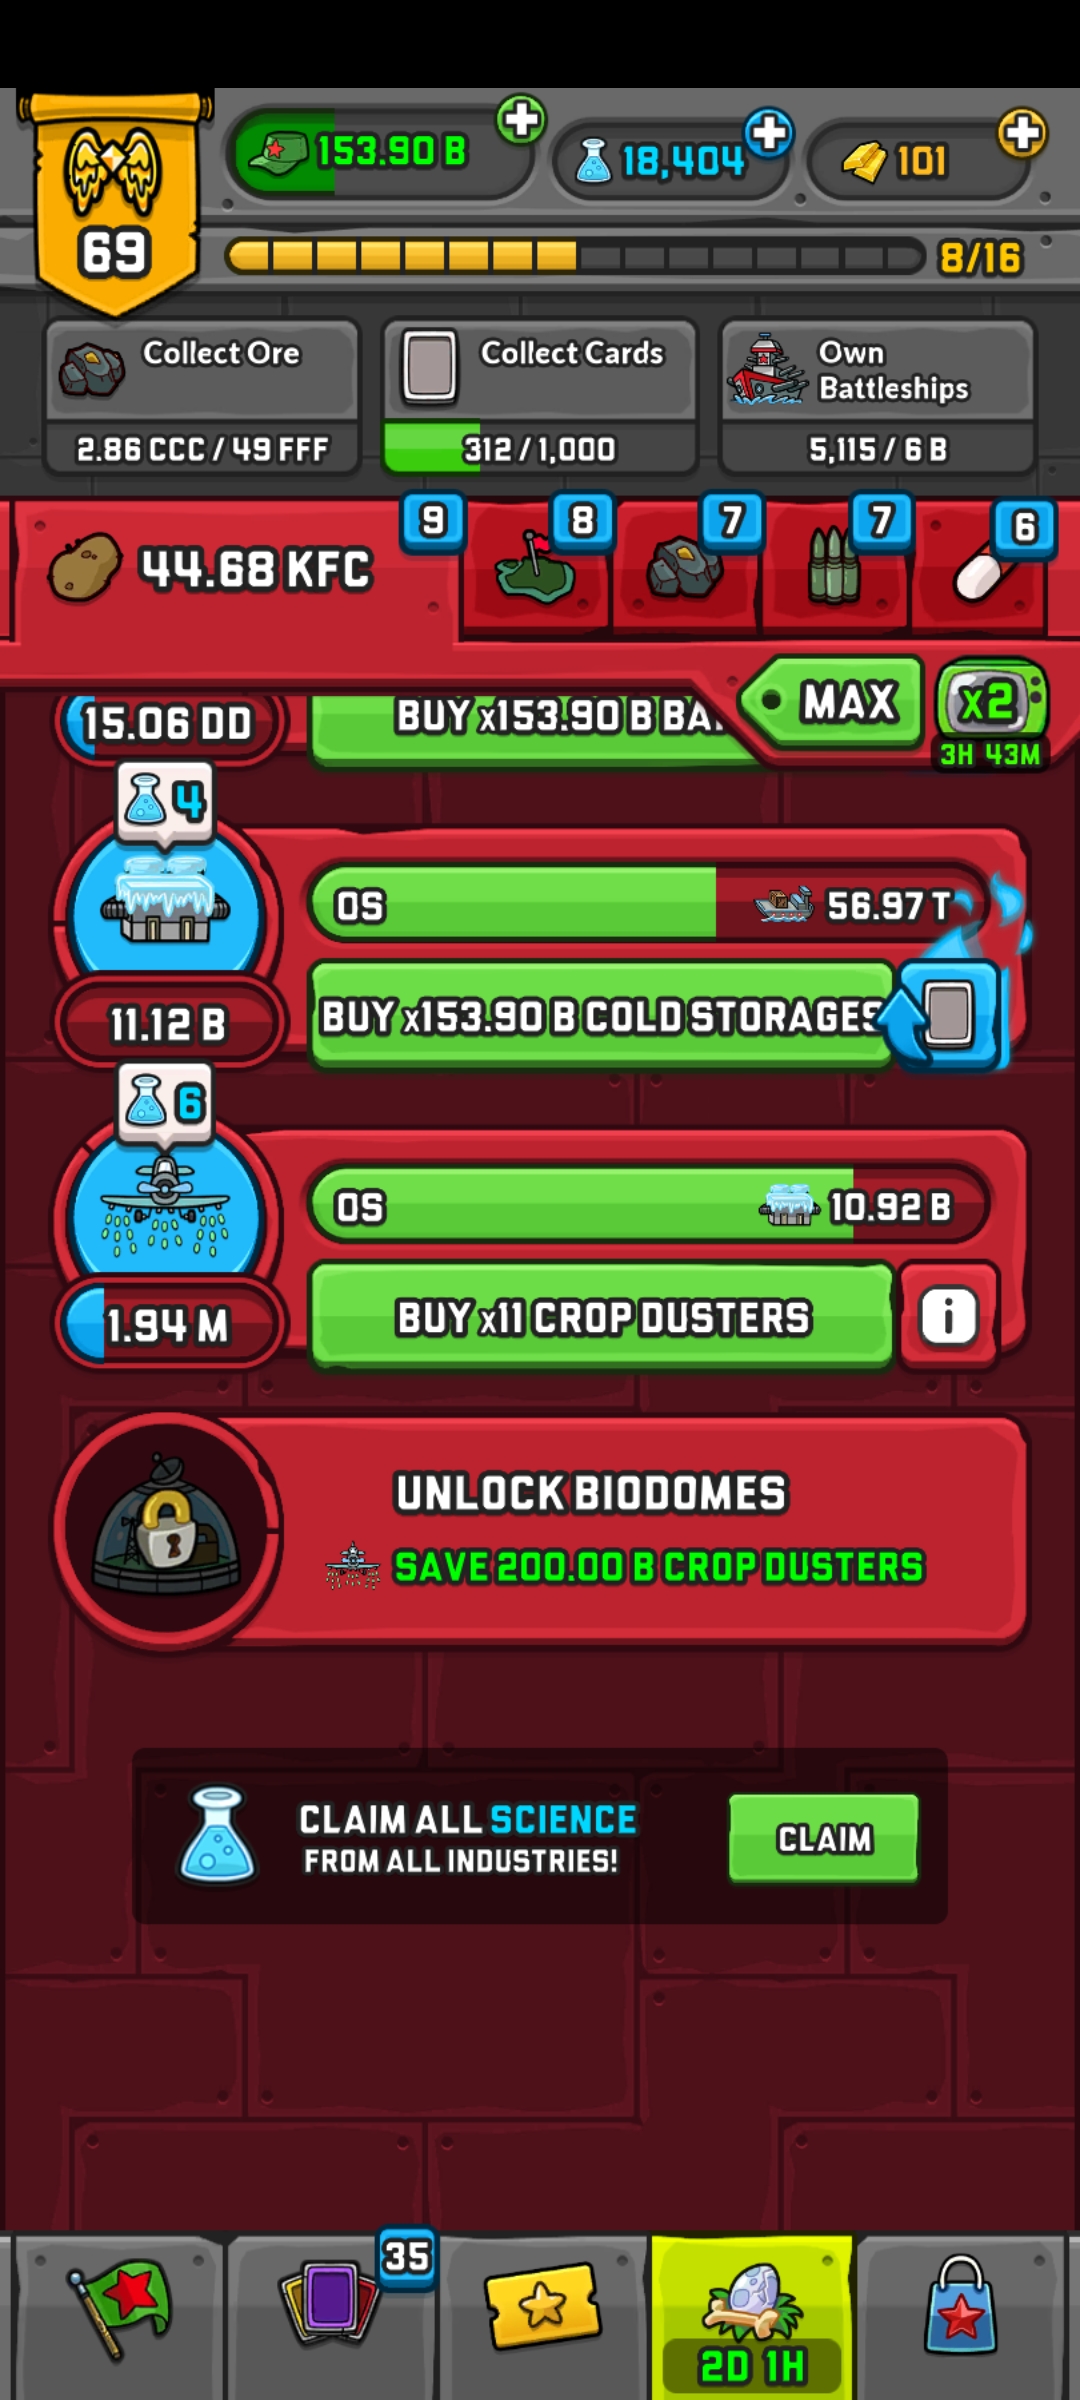 69
153.90 B
18,404
101
8/16
Collect Ore
2.86 CCC / 49 FFF
Collect Cards
312 / 1,000
Own
Battleships
5,115 / 6 B
44.68 KFC
9
8
7
7
6
MAX
x2
3H 43M
15.06 DD
BUY x153.90 B BA
4
0S
56.97 T
11.12 B
BUY x153.90 B COLD STORAGES
6
0S
10.92 B
1.94 M
BUY x11 CROP DUSTERS
i
UNLOCK BIODOMES
SAVE 200.00 B CROP DUSTERS
CLAIM ALL SCIENCE
FROM ALL INDUSTRIES!
CLAIM
35
2D 1H